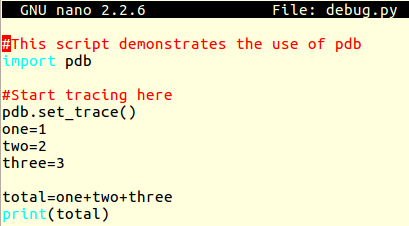 GNU nano 2.2.6 File: debug.py
#This script demonstrates the use of pdb
import pdb
#Start tracing here
pdb.set_trace()
one=1
two=2
three=3
total=one+two+three
print(total)